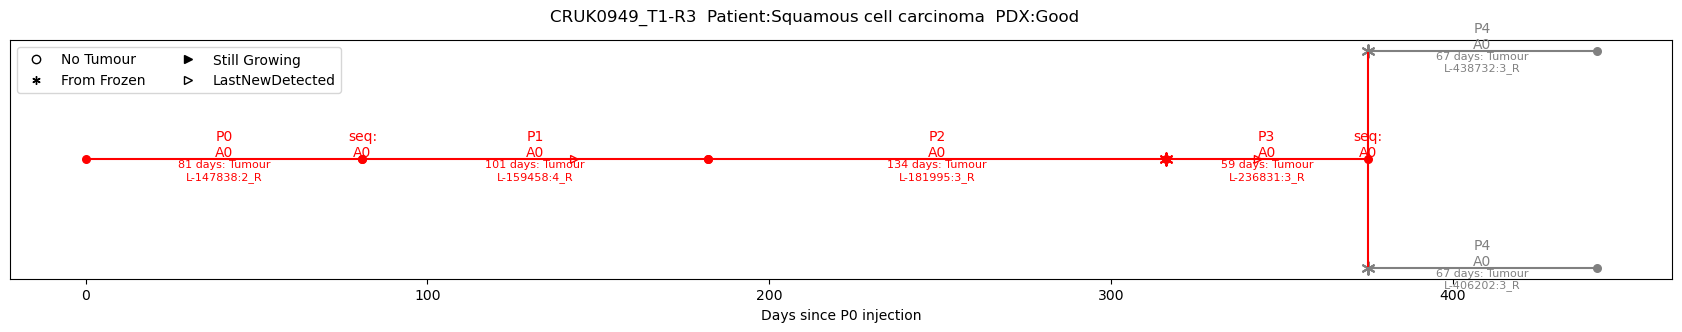 CRUK0949_T1-R3  Patient:Squamous cell carcinoma  PDX:Good
No Tumour
From Frozen
Still Growing
LastNewDetected
P4
A0
67 days: Tumour
L-438732:3_R
P0
A0
81 days: Tumour
L-147838:2_R
seq:
A0
P1
A0
101 days: Tumour
L-159458:4_R
P2
A0
134 days: Tumour
L-181995:3_R
P3
A0
59 days: Tumour
L-236831:3_R
seq:
A0
P4
A0
67 days: Tumour
L-406202:3_R
0
100
200
300
400
Days since P0 injection